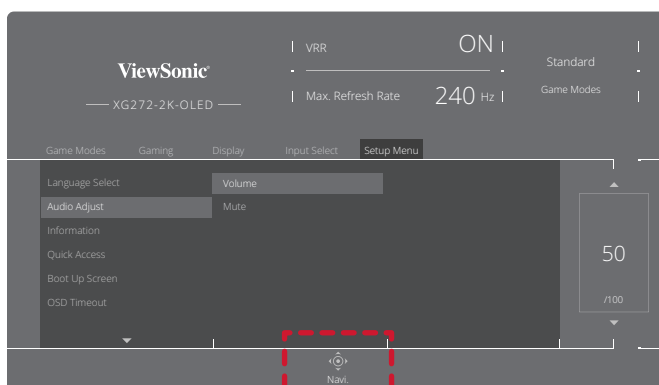 ViewSonic®
XG272-2K-OLED
VRR ON
Max. Refresh Rate 240 Hz
Standard
Game Modes
Game Modes Gaming Display Input Select Setup Menu
Language Select
Audio Adjust
Information
Quick Access
Boot Up Screen
OSD Timeout
Volume
Mute
50
/100
Navi.